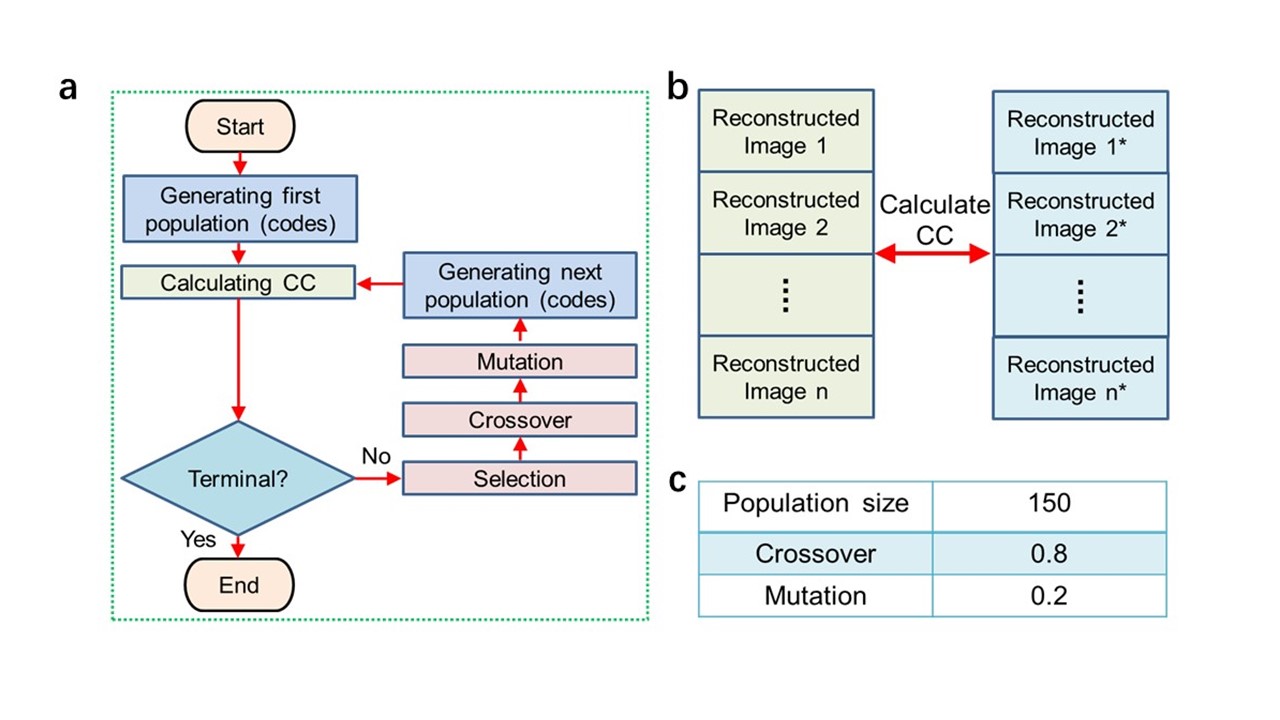 a
Start
Generating first
population (codes)
Calculating CC
Generating next
population (codes)
Mutation
Crossover
Selection
Terminal?
No
Yes
End
b
Reconstructed
Image 1
Reconstructed
Image 2
⋮
Reconstructed
Image n
Calculate
CC
Reconstructed
Image 1*
Reconstructed
Image 2*
⋮
Reconstructed
Image n*
c
Population size 150
Crossover 0.8
Mutation 0.2